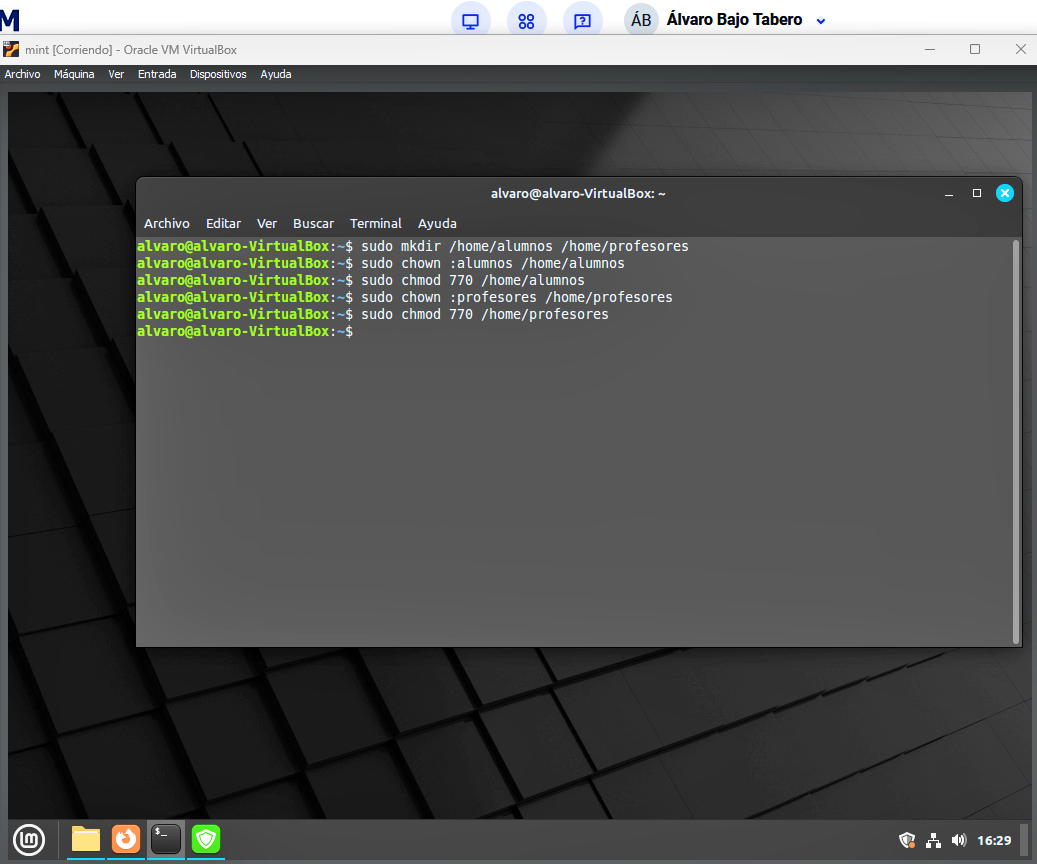 M
ÁB Álvaro Bajo Tabero
mint [Corriendo] - Oracle VM VirtualBox
Archivo Máquina Ver Entrada Dispositivos Ayuda
alvaro@alvaro-VirtualBox: ~
Archivo Editar Ver Buscar Terminal Ayuda
alvaro@alvaro-VirtualBox:~$ sudo mkdir /home/alumnos /home/profesores
alvaro@alvaro-VirtualBox:~$ sudo chown :alumnos /home/alumnos
alvaro@alvaro-VirtualBox:~$ sudo chmod 770 /home/alumnos
alvaro@alvaro-VirtualBox:~$ sudo chown :profesores /home/profesores
alvaro@alvaro-VirtualBox:~$ sudo chmod 770 /home/profesores
alvaro@alvaro-VirtualBox:~$
$_
16:29